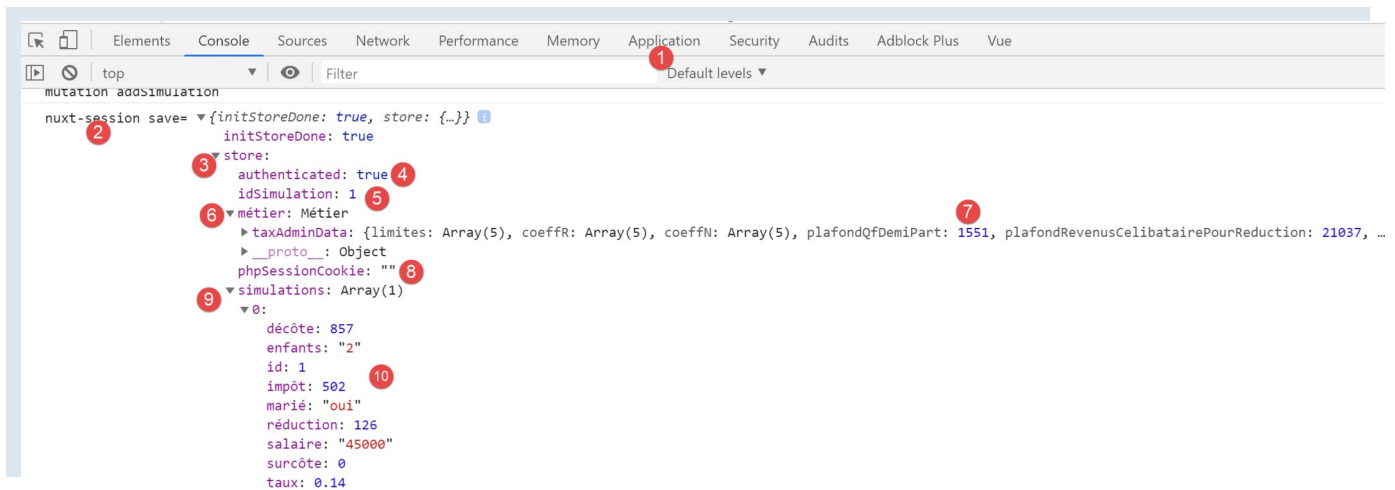 Elements Console Sources Network Performance Memory Application Security Audits Adblock Plus Vue
1
top Filter Default levels
mutation addSimulation
nuxt-session save= {initStoreDone: true, store: {…}} i
2
initStoreDone: true
3 store:
authenticated: true 4
idSimulation: 1 5
6 métier: Métier 7
taxAdminData: {limites: Array(5), coeffR: Array(5), coeffN: Array(5), plafondQfDemiPart: 1551, plafondRevenusCelibatairePourReduction: 21037, …
__proto__: Object
phpSessionCookie: "" 8
9 simulations: Array(1)
0:
décôte: 857
enfants: "2"
id: 1
10
impôt: 502
marié: "oui"
réduction: 126
salaire: "45000"
surcôte: 0
taux: 0.14